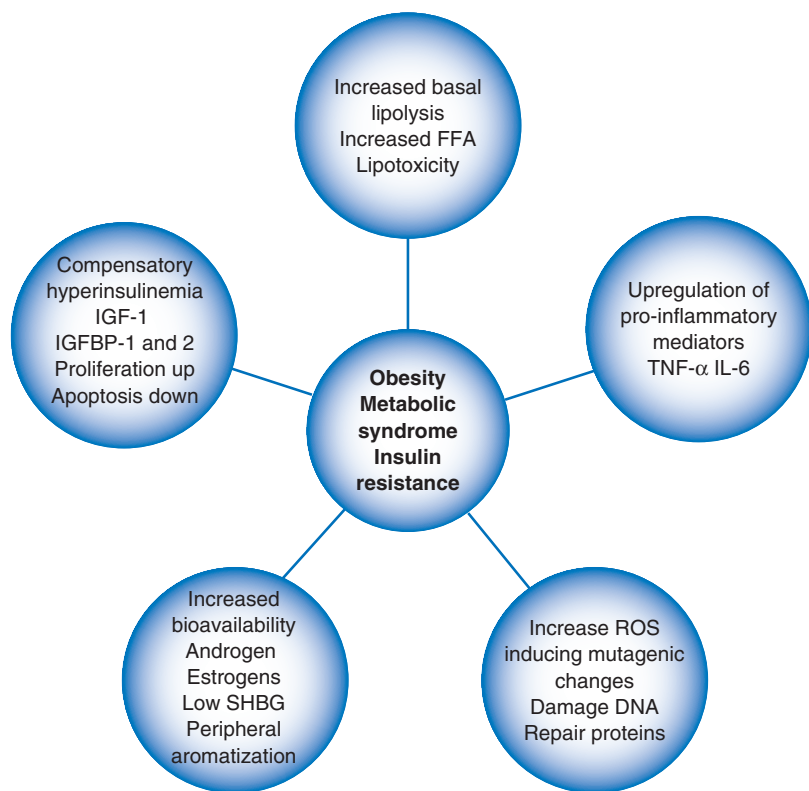 Increased basal
lipolysis
Increased FFA
Lipotoxicity
Compensatory
hyperinsulinemia
IGF-1
IGFBP-1 and 2
Proliferation up
Apoptosis down
Upregulation of
pro-inflammatory
mediators
TNF-α IL-6
Obesity
Metabolic
syndrome
Insulin
resistance
Increased
bioavailability
Androgen
Estrogens
Low SHBG
Peripheral
aromatization
Increase ROS
inducing mutagenic
changes
Damage DNA
Repair proteins